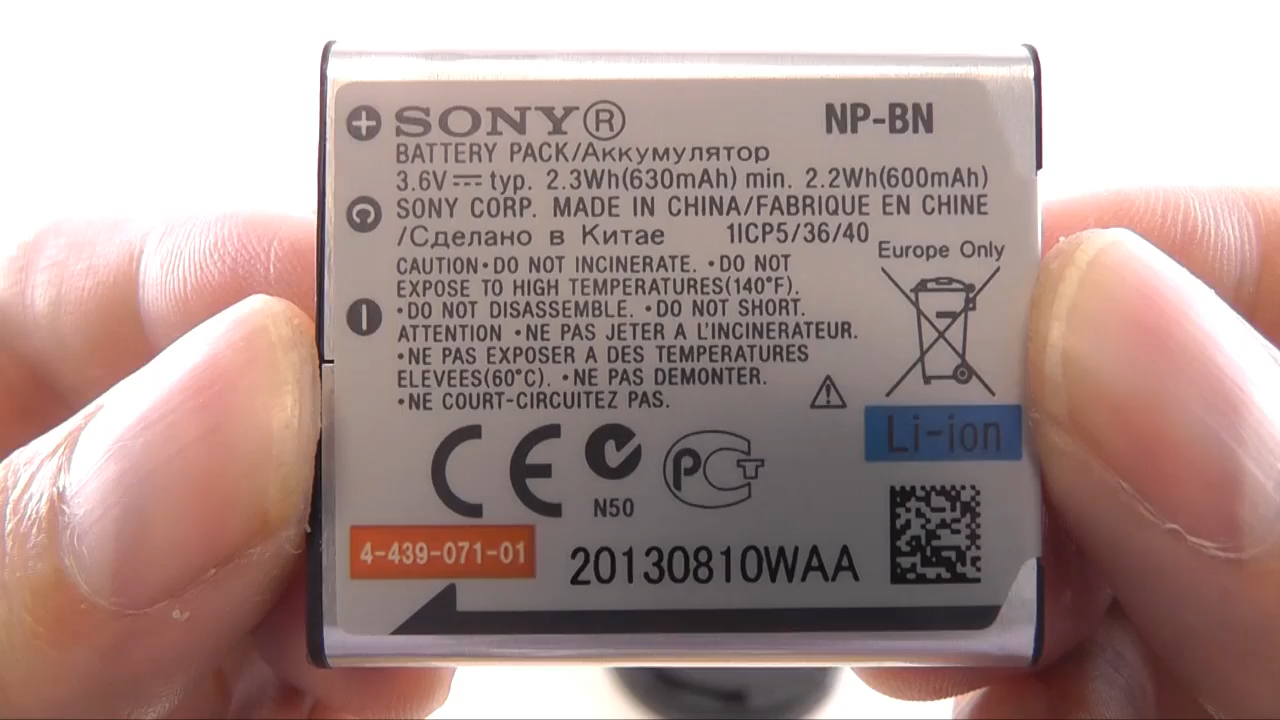 + SONY® NP-BN
BATTERY PACK/Аккумулятор
3.6V⎓ typ. 2.3Wh(630mAh) min. 2.2Wh(600mAh)
C SONY CORP. MADE IN CHINA/FABRIQUE EN CHINE
/Сделано в Китае 1ICP5/36/40
Europe Only
CAUTION•DO NOT INCINERATE. •DO NOT
EXPOSE TO HIGH TEMPERATURES(140°F).
•DO NOT DISASSEMBLE. •DO NOT SHORT.
ATTENTION •NE PAS JETER A L'INCINERATEUR.
•NE PAS EXPOSER A DES TEMPERATURES
ELEVEES(60°C). •NE PAS DEMONTER.
•NE COURT-CIRCUITEZ PAS.
Li-ion
CE N50 PCT
4-439-071-01 20130810WAA